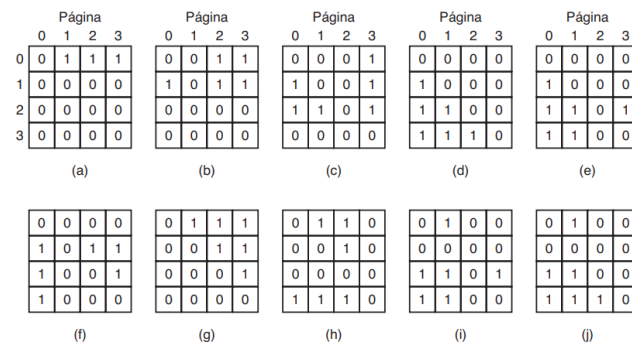 Página Página Página Página Página
0 1 2 3 0 1 2 3 0 1 2 3 0 1 2 3 0 1 2 3
0 0 1 1 1 0 0 1 1 0 0 0 1 0 0 0 0 0 0 0 0
1 0 0 0 0 1 0 1 1 1 0 0 1 1 0 0 0 1 0 0 0
2 0 0 0 0 0 0 0 0 1 1 0 1 1 1 0 0 1 1 0 1
3 0 0 0 0 0 0 0 0 0 0 0 0 1 1 1 0 1 1 0 0
(a) (b) (c) (d) (e)
0 0 0 0 0 1 1 1 0 1 1 0 0 1 0 0 0 1 0 0
1 0 1 1 0 0 1 1 0 0 1 0 0 0 0 0 0 0 0 0
1 0 0 1 0 0 0 1 0 0 0 0 1 1 0 1 1 1 0 0
1 0 0 0 0 0 0 0 1 1 1 0 1 1 0 0 1 1 1 0
(f) (g) (h) (i) (j)